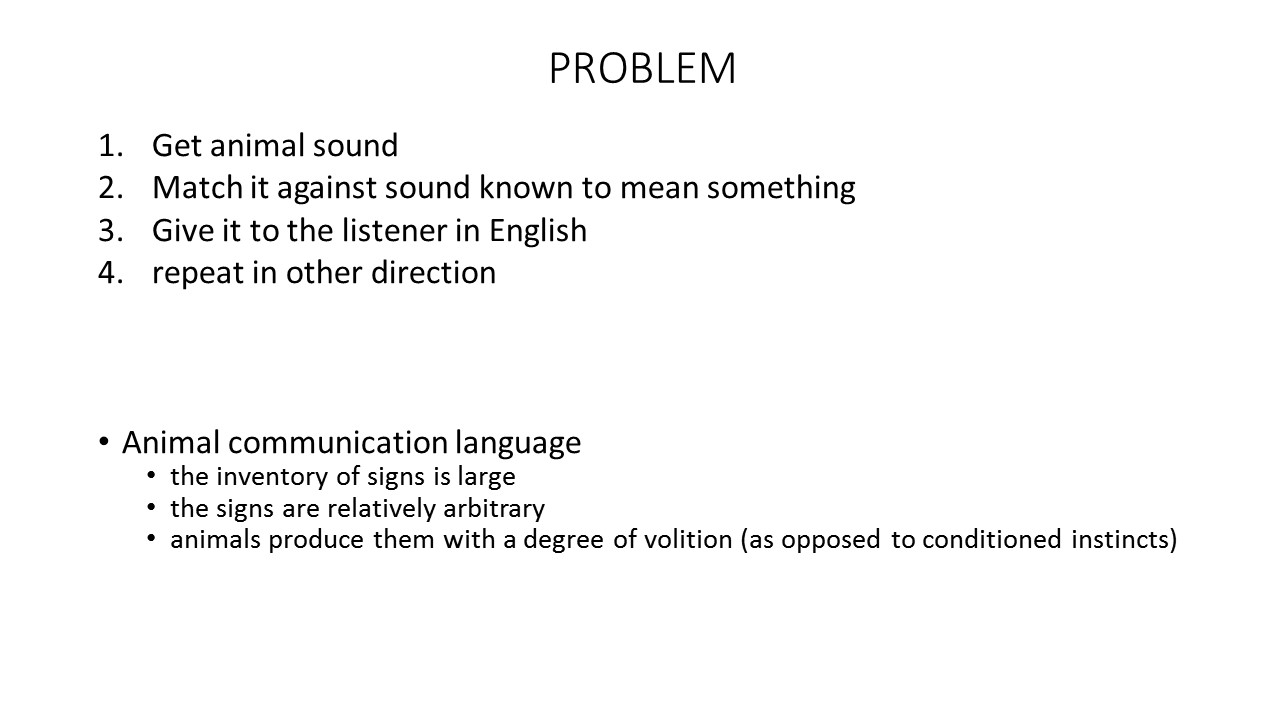 PROBLEM
1. Get animal sound
2. Match it against sound known to mean something
3. Give it to the listener in English
4. repeat in other direction
• Animal communication language
• the inventory of signs is large
• the signs are relatively arbitrary
• animals produce them with a degree of volition (as opposed to conditioned instincts)